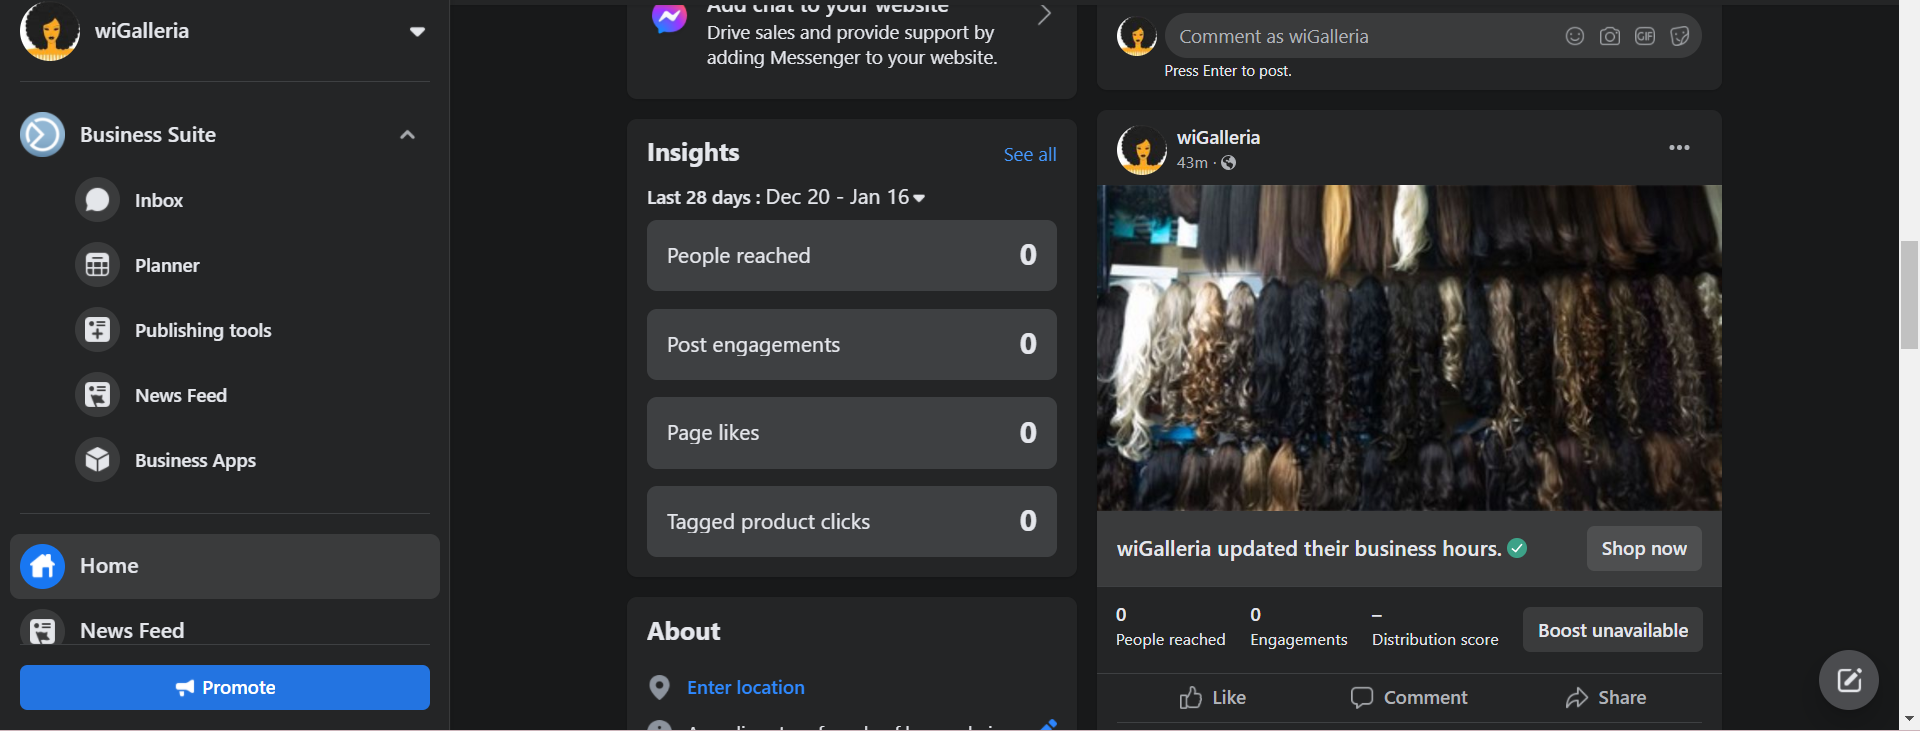 wiGalleria
Business Suite
Inbox
Planner
Publishing tools
News Feed
Business Apps
Home
News Feed
Promote
Add chat to your website
Drive sales and provide support by
adding Messenger to your website.
Insights
See all
Last 28 days : Dec 20 - Jan 16
People reached 0
Post engagements 0
Page likes 0
Tagged product clicks 0
About
Enter location
Comment as wiGalleria
GIF
Press Enter to post.
wiGalleria
43m ·
wiGalleria updated their business hours.
Shop now
0 0 –
People reached Engagements Distribution score
Boost unavailable
Like Comment Share